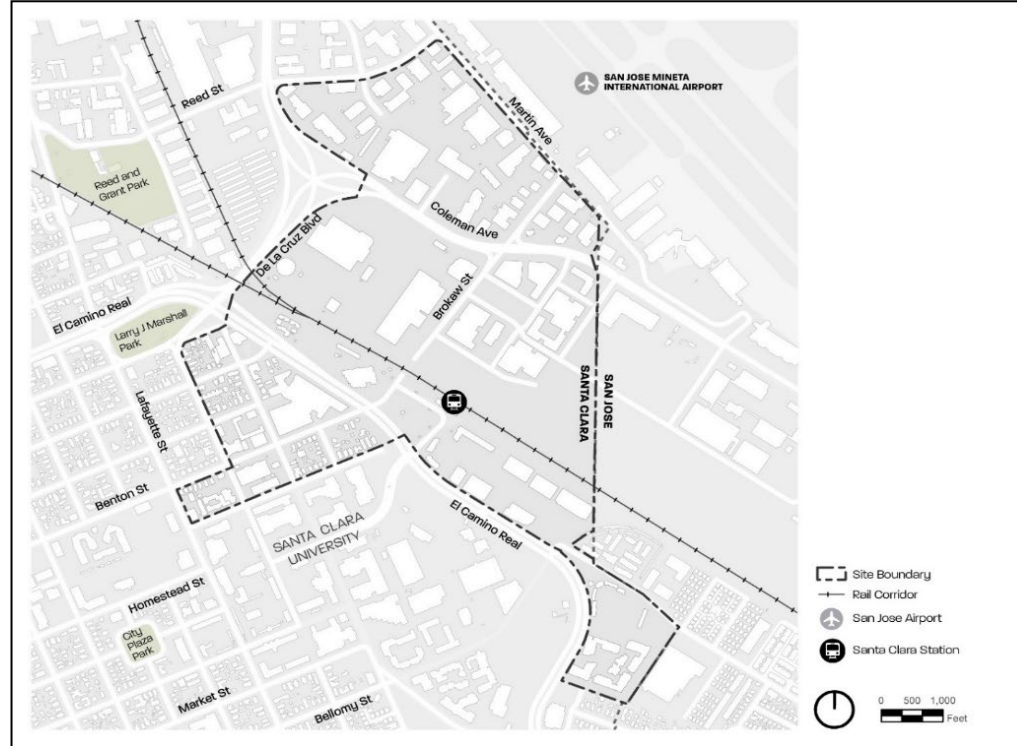 SAN JOSE MINETA
INTERNATIONAL AIRPORT
Reed St
Martin Ave
Reed and
Grant Park
Coleman Ave
De La Cruz Blvd
Brokaw St
El Camino Real
Larry J Marshall
Park
SANTA CLARA
SAN JOSE
Lafayette St
Benton St
El Camino Real
SANTA CLARA
UNIVERSITY
Homestead St
City
Plaza
Park
Market St
Bellomy St
Site Boundary
Rail Corridor
San Jose Airport
Santa Clara Station
0 500 1,000
Feet